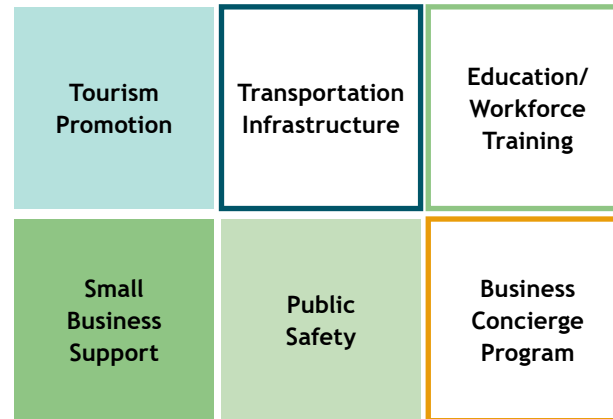 Tourism
Promotion
Transportation
Infrastructure
Education/
Workforce
Training
Small
Business
Support
Public
Safety
Business
Concierge
Program